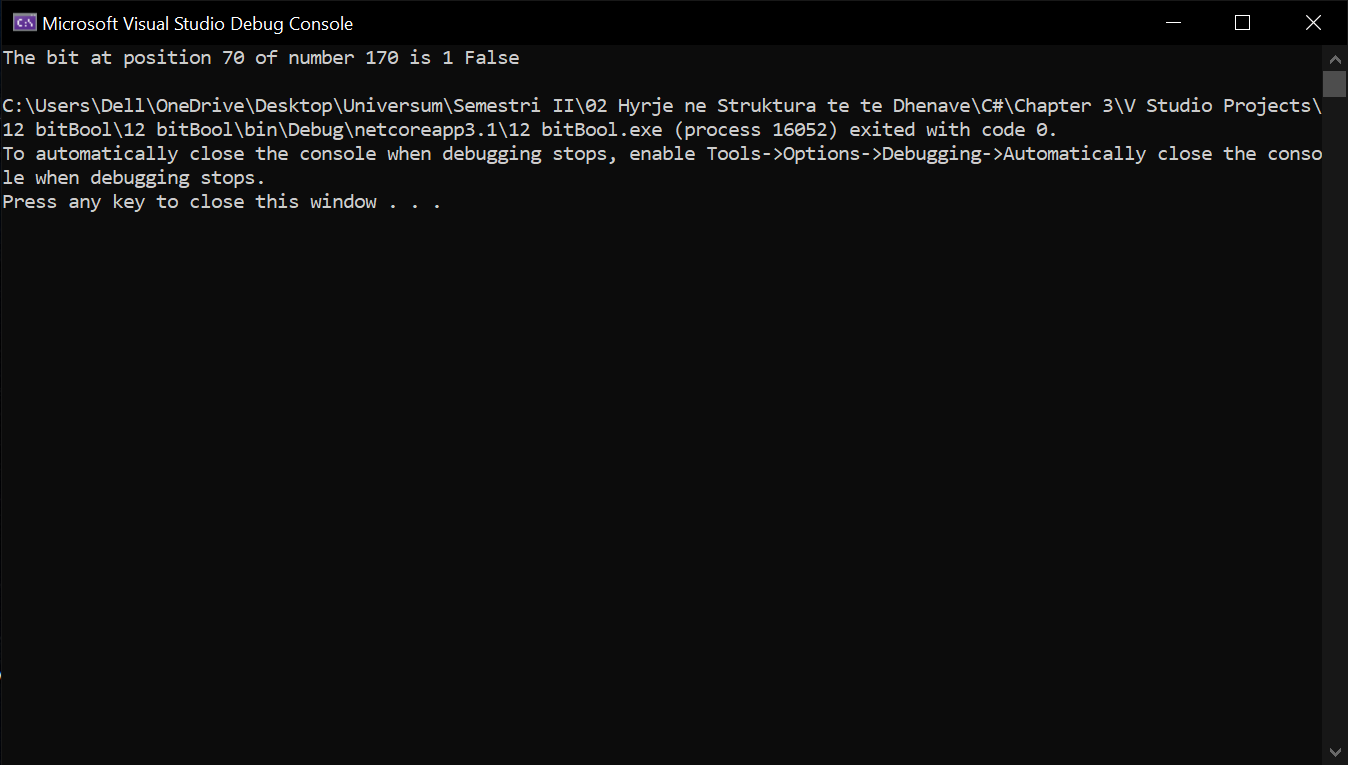 Microsoft Visual Studio Debug Console
The bit at position 70 of number 170 is 1 False
C:\Users\Dell\OneDrive\Desktop\Universum\Semestri II\02 Hyrje ne Struktura te te Dhenave\C#\Chapter 3\V Studio Projects\
12 bitBool\12 bitBool\bin\Debug\netcoreapp3.1\12 bitBool.exe (process 16052) exited with code 0.
To automatically close the console when debugging stops, enable Tools->Options->Debugging->Automatically close the conso
le when debugging stops.
Press any key to close this window . . .